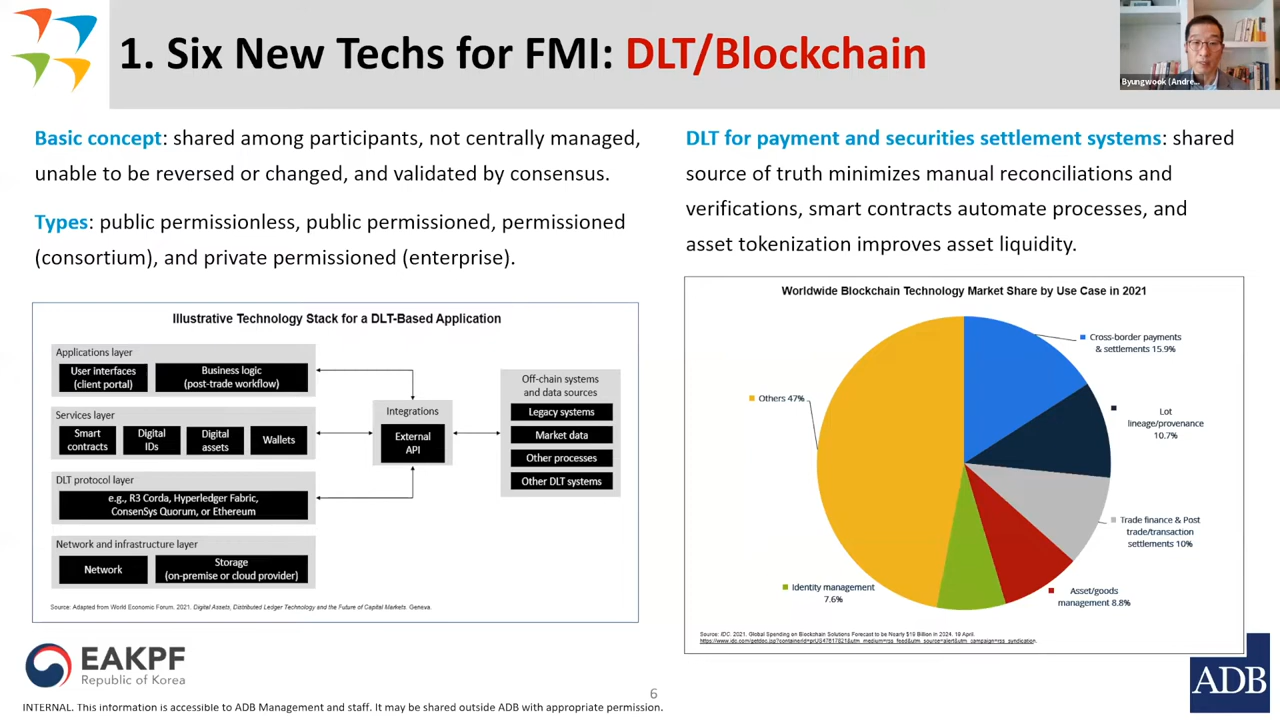 1. Six New Techs for FMI: DLT/Blockchain
Byungwook (Andre...
Basic concept: shared among participants, not centrally managed,
unable to be reversed or changed, and validated by consensus.
Types: public permissionless, public permissioned, permissioned
(consortium), and private permissioned (enterprise).
Illustrative Technology Stack for a DLT-Based Application
Applications layer
User interfaces
(client portal)
Business logic
(post-trade workflow)
Services layer
Smart
contracts
Digital
IDs
Digital
assets
Wallets
DLT protocol layer
e.g., R3 Corda, Hyperledger Fabric,
ConsenSys Quorum, or Ethereum
Network and infrastructure layer
Network
Storage
(on-premise or cloud provider)
Integrations
External
API
Off-chain systems
and data sources
Legacy systems
Market data
Other processes
Other DLT systems
Source: Adapted from World Economic Forum. 2021. Digital Assets, Distributed Ledger Technology and the Future of Capital Markets. Geneva.
DLT for payment and securities settlement systems: shared
source of truth minimizes manual reconciliations and
verifications, smart contracts automate processes, and
asset tokenization improves asset liquidity.
Worldwide Blockchain Technology Market Share by Use Case in 2021
Cross-border payments
& settlements 15.9%
Others 47%
Lot
lineage/provenance
10.7%
Trade finance & Post
trade/transaction
settlements 10%
Identity management
7.6%
Asset/goods
management 8.8%
Source: IDC. 2021. Global Spending on Blockchain Solutions Forecast to be Nearly $19 Billion in 2024. 19 April.
EAKPF
Republic of Korea
ADB
6
INTERNAL. This information is accessible to ADB Management and staff. It may be shared outside ADB with appropriate permission.